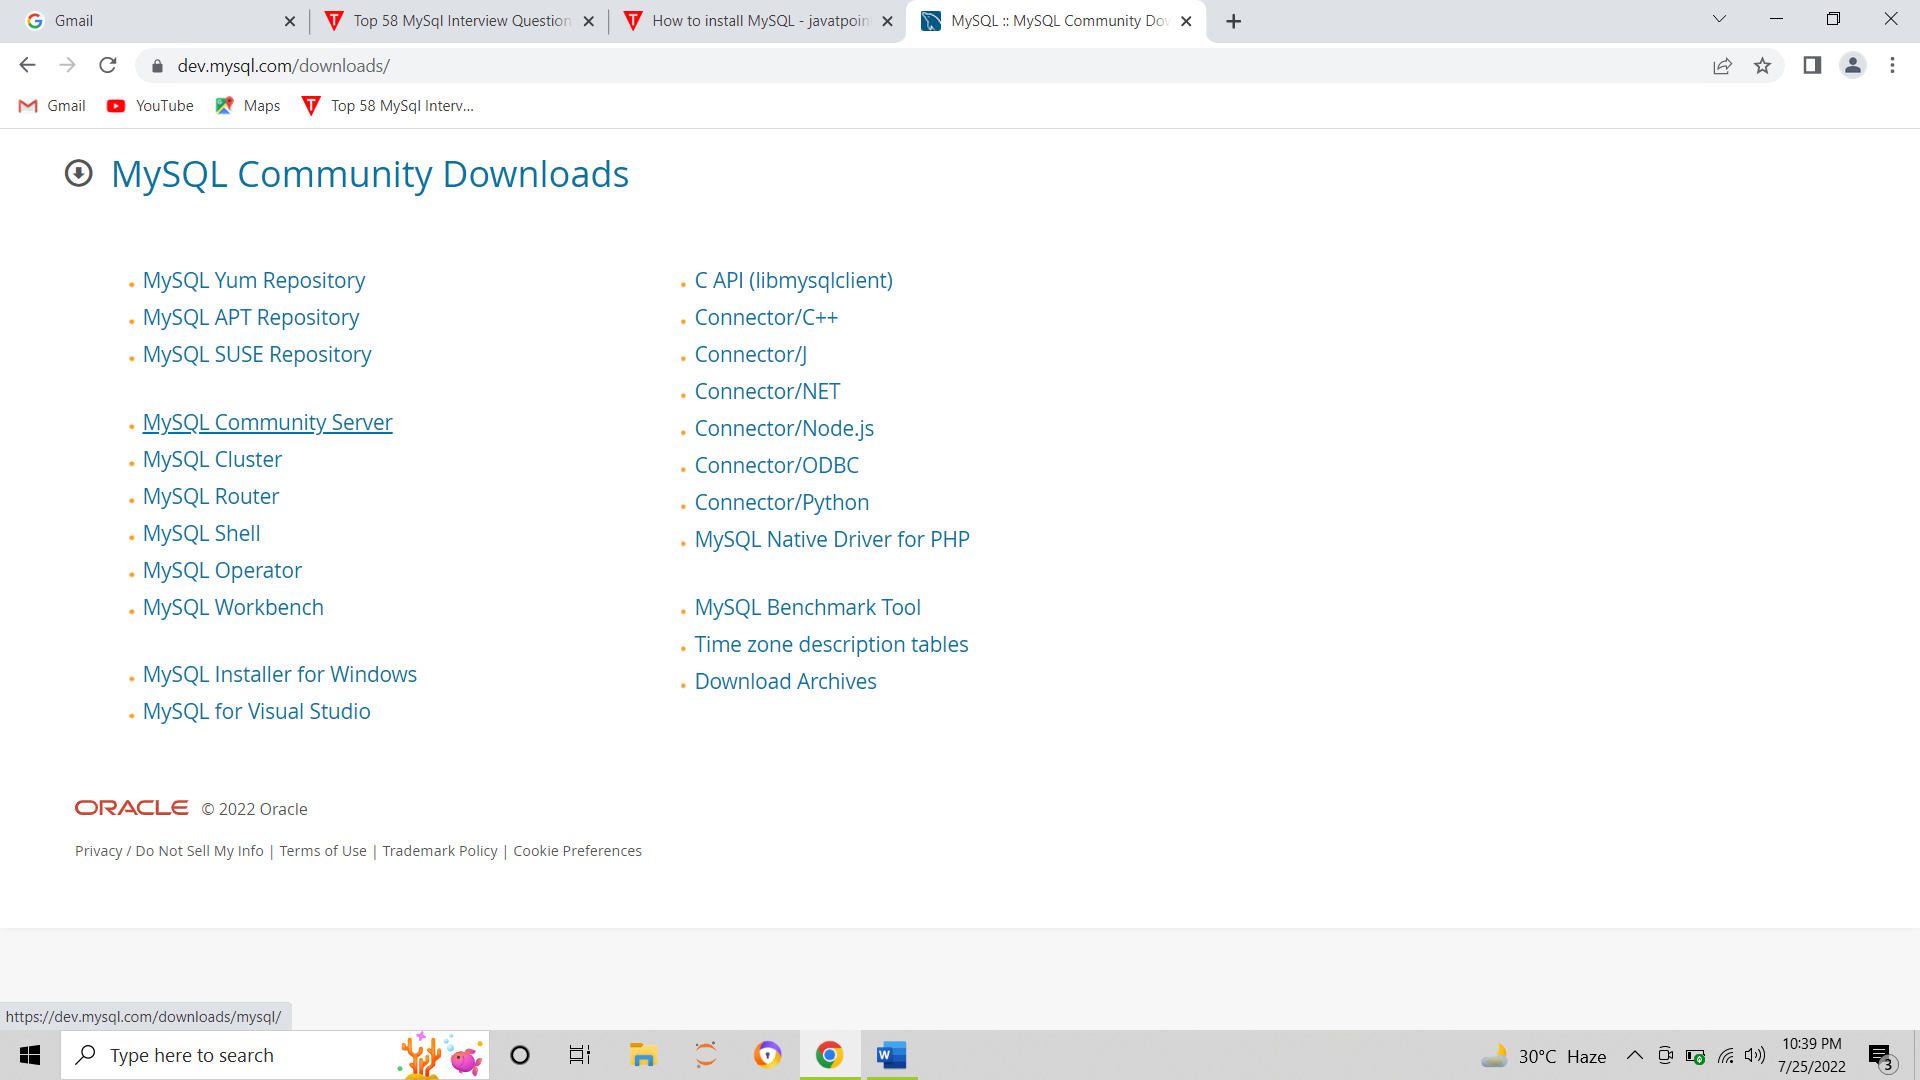 Gmail
Top 58 MySql Interview Question
How to install MySQL - javatpoin
MySQL :: MySQL Community Dov
dev.mysql.com/downloads/
Gmail
YouTube
Maps
Top 58 MySql Interv...
MySQL Community Downloads
MySQL Yum Repository
MySQL APT Repository
MySQL SUSE Repository
MySQL Community Server
MySQL Cluster
MySQL Router
MySQL Shell
MySQL Operator
MySQL Workbench
MySQL Installer for Windows
MySQL for Visual Studio
C API (libmysqlclient)
Connector/C++
Connector/J
Connector/NET
Connector/Node.js
Connector/ODBC
Connector/Python
MySQL Native Driver for PHP
MySQL Benchmark Tool
Time zone description tables
Download Archives
ORACLE © 2022 Oracle
Privacy / Do Not Sell My Info | Terms of Use | Trademark Policy | Cookie Preferences
https://dev.mysql.com/downloads/mysql/
Type here to search
30°C Haze
10:39 PM
7/25/2022
3